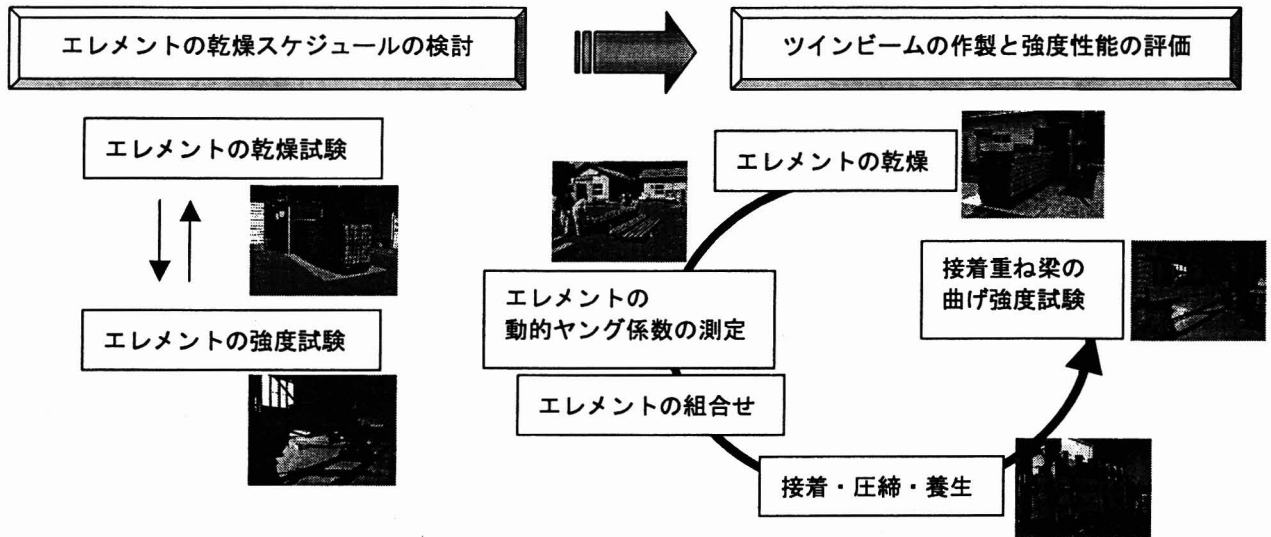 エレメントの乾燥スケジュールの検討
ツインビームの作製と強度性能の評価
エレメントの乾燥試験
エレメントの強度試験
エレメントの乾燥
エレメントの
動的ヤング係数の測定
エレメントの組合せ
接着・圧締・養生
接着重ね梁の
曲げ強度試験